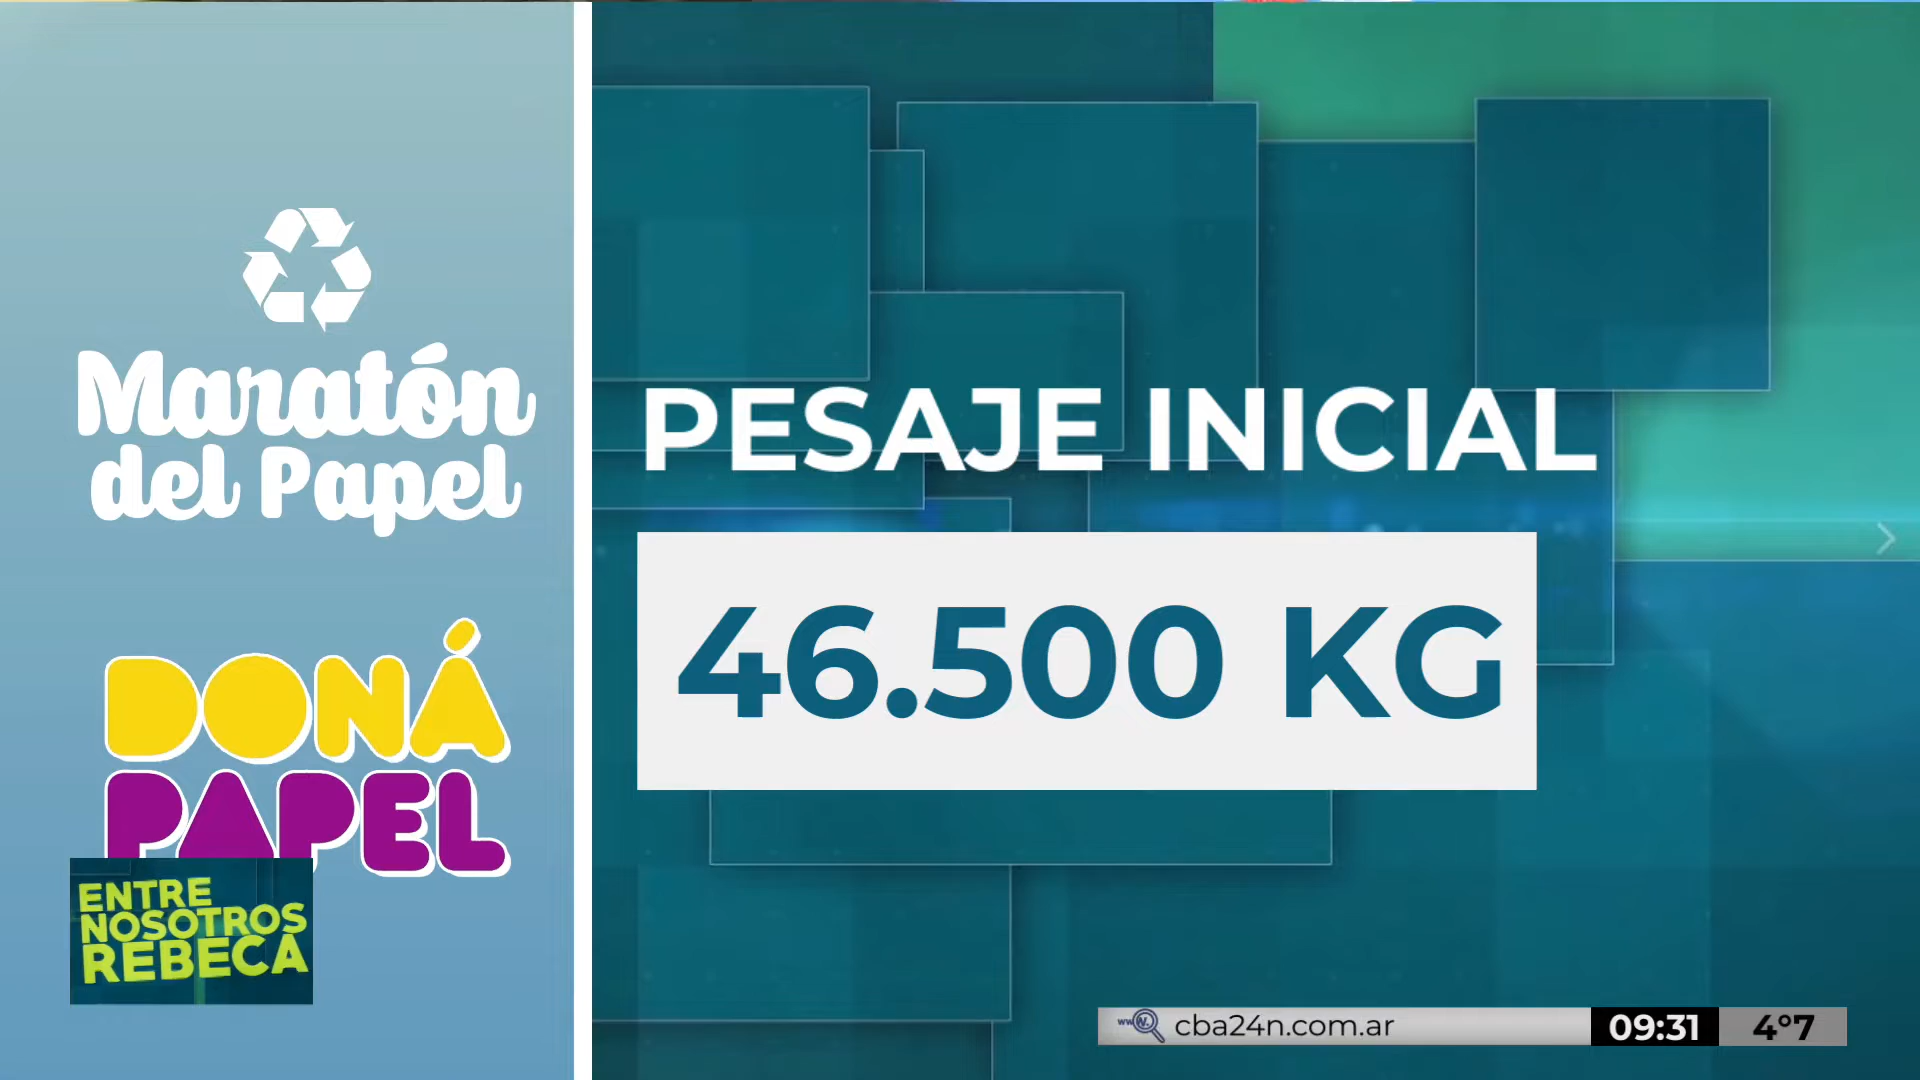 Maratón
del Papel
DONÁ
PAPEL
ENTRE
NOSOTROS
REBECA
PESAJE INICIAL
46.500 KG
cba24n.com.ar
09:31
4°7